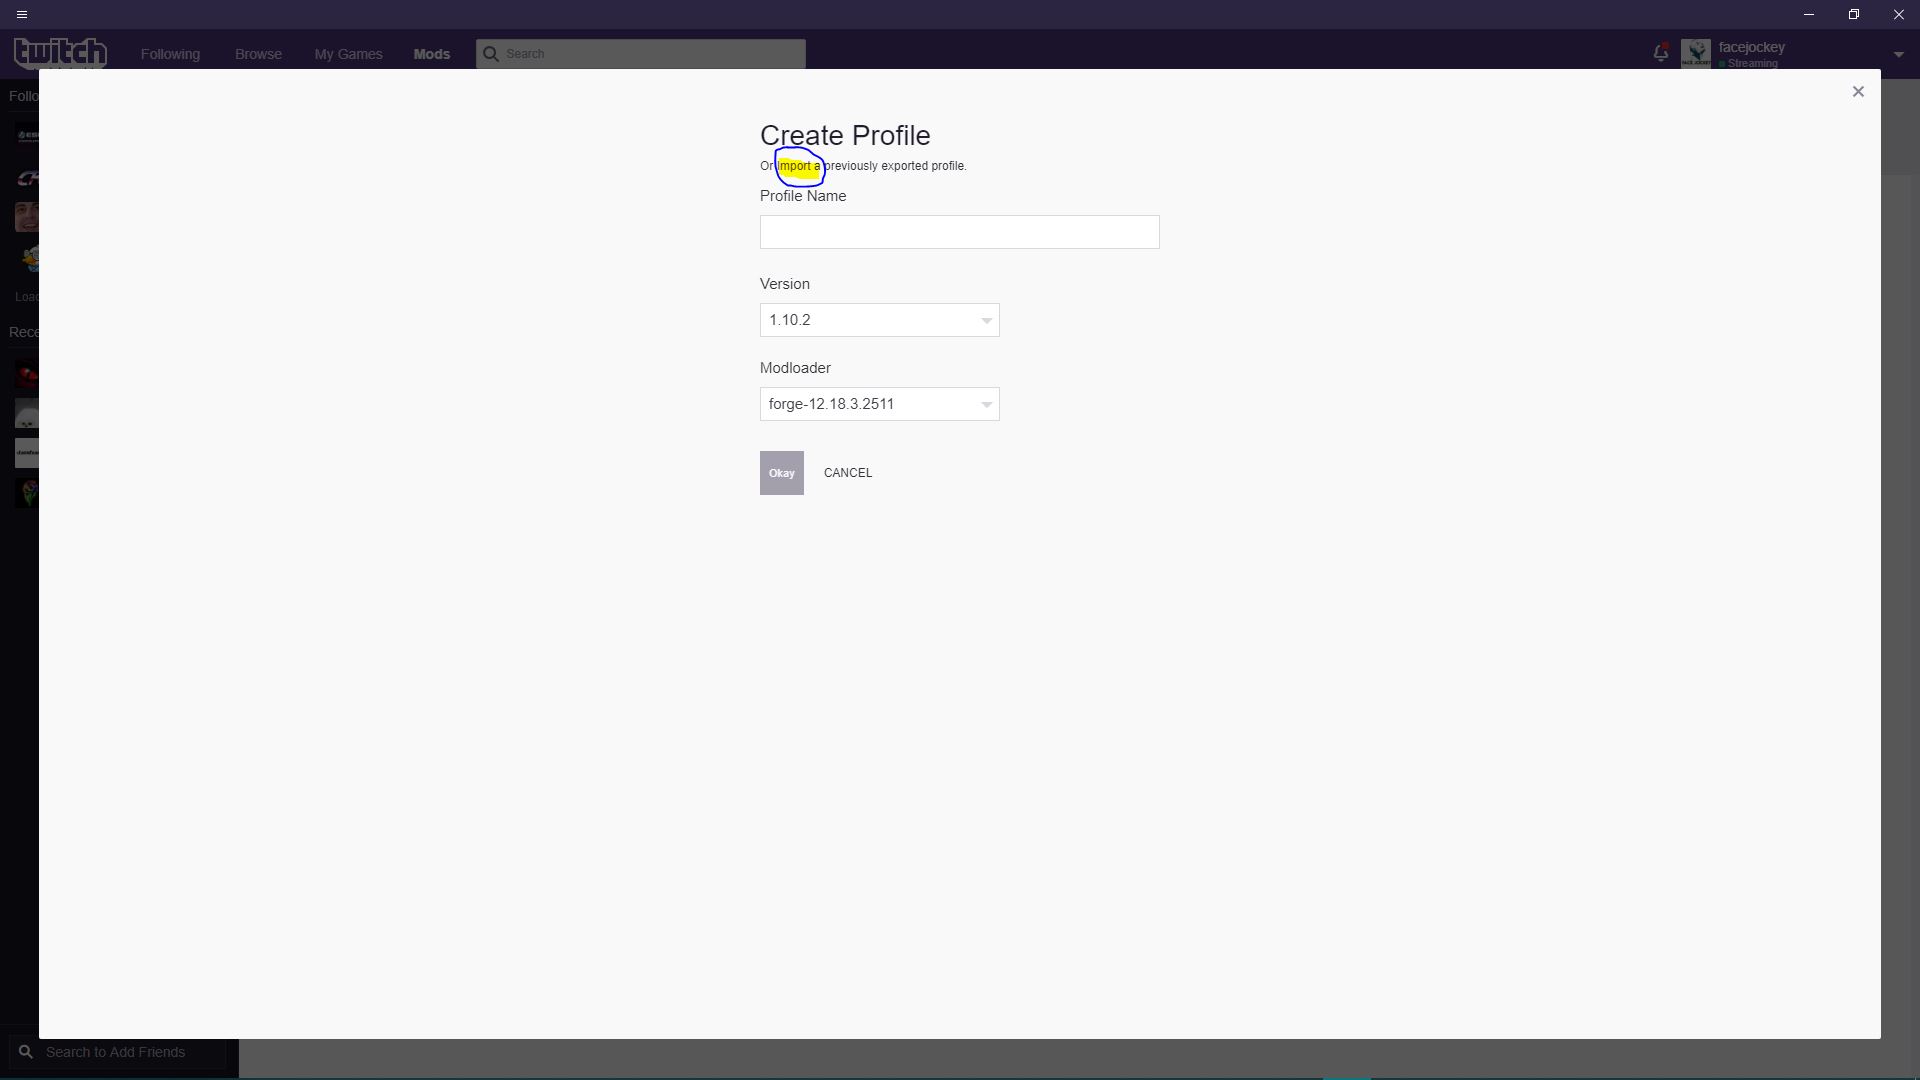 twitch
Following
Browse
My Games
Mods
Search
facejockey
Streaming
Follo
Create Profile
Or import a previously exported profile.
Profile Name
Version
1.10.2
Loac
Rece
Modloader
forge-12.18.3.2511
Okay
CANCEL
Search to Add Friends